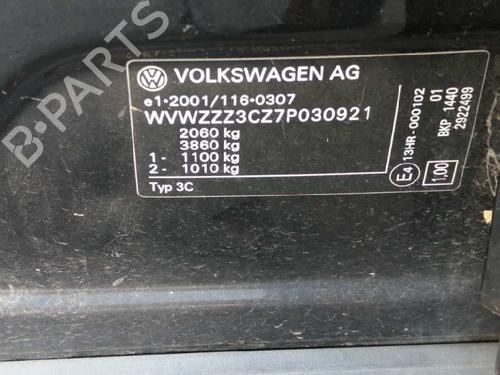 VOLKSWAGEN AG
e1*2001/116*0307
WVWZZZ3CZ7P030921
2060 kg
3860 kg
1- 1100 kg
2- 1010 kg
Typ 3C
E4
13HR-000102
01
BKP 1440
2922499
1,00
B-PARTS